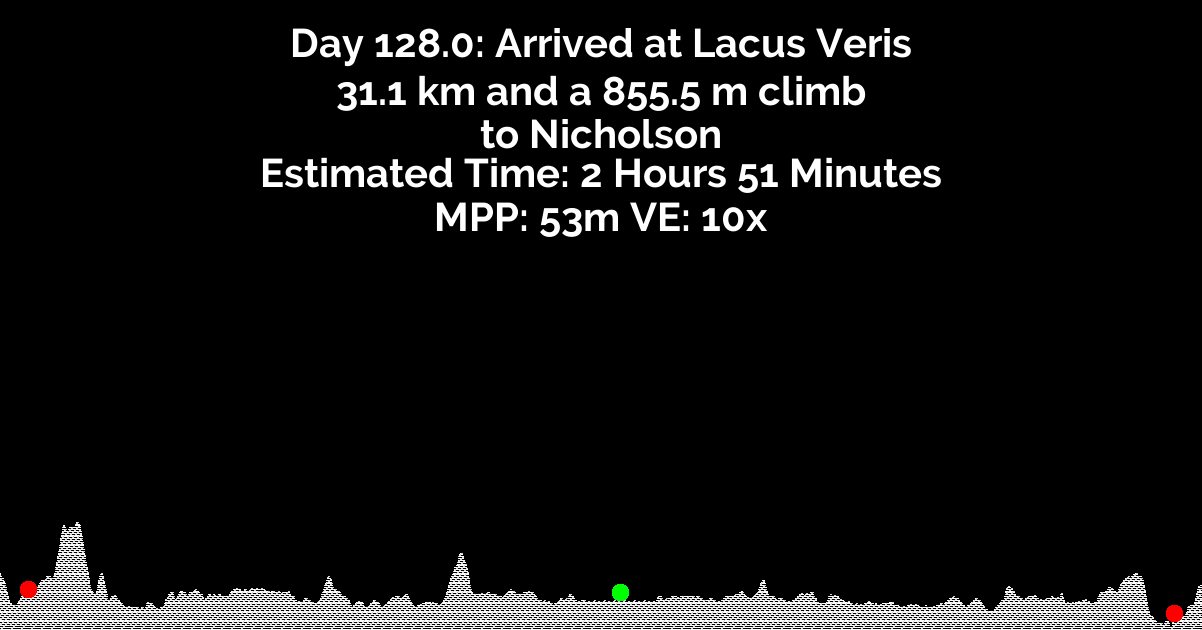 Day 128.0: Arrived at Lacus Veris
31.1 km and a 855.5 m climb
to Nicholson
Estimated Time: 2 Hours 51 Minutes
MPP: 53m VE: 10x